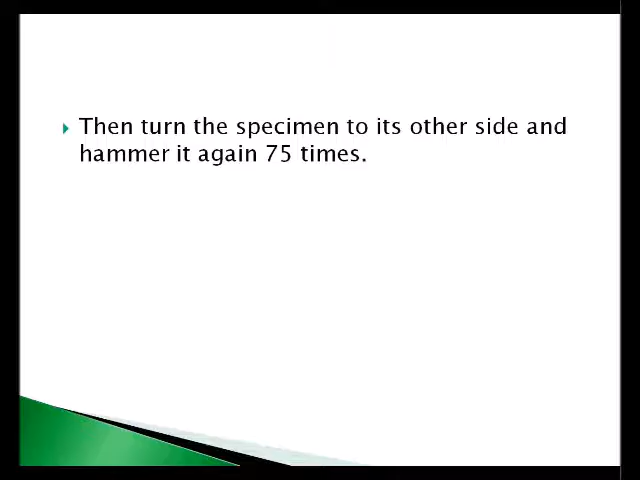 Then turn the specimen to its other side and
hammer it again 75 times.